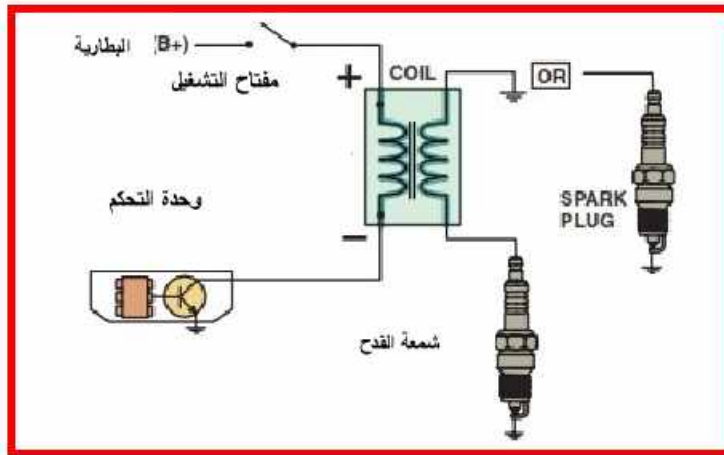 البطارية (B+)
مفتاح التشغيل
+
COIL
OR
SPARK
PLUG
وحدة التحكم
−
شمعة القدح